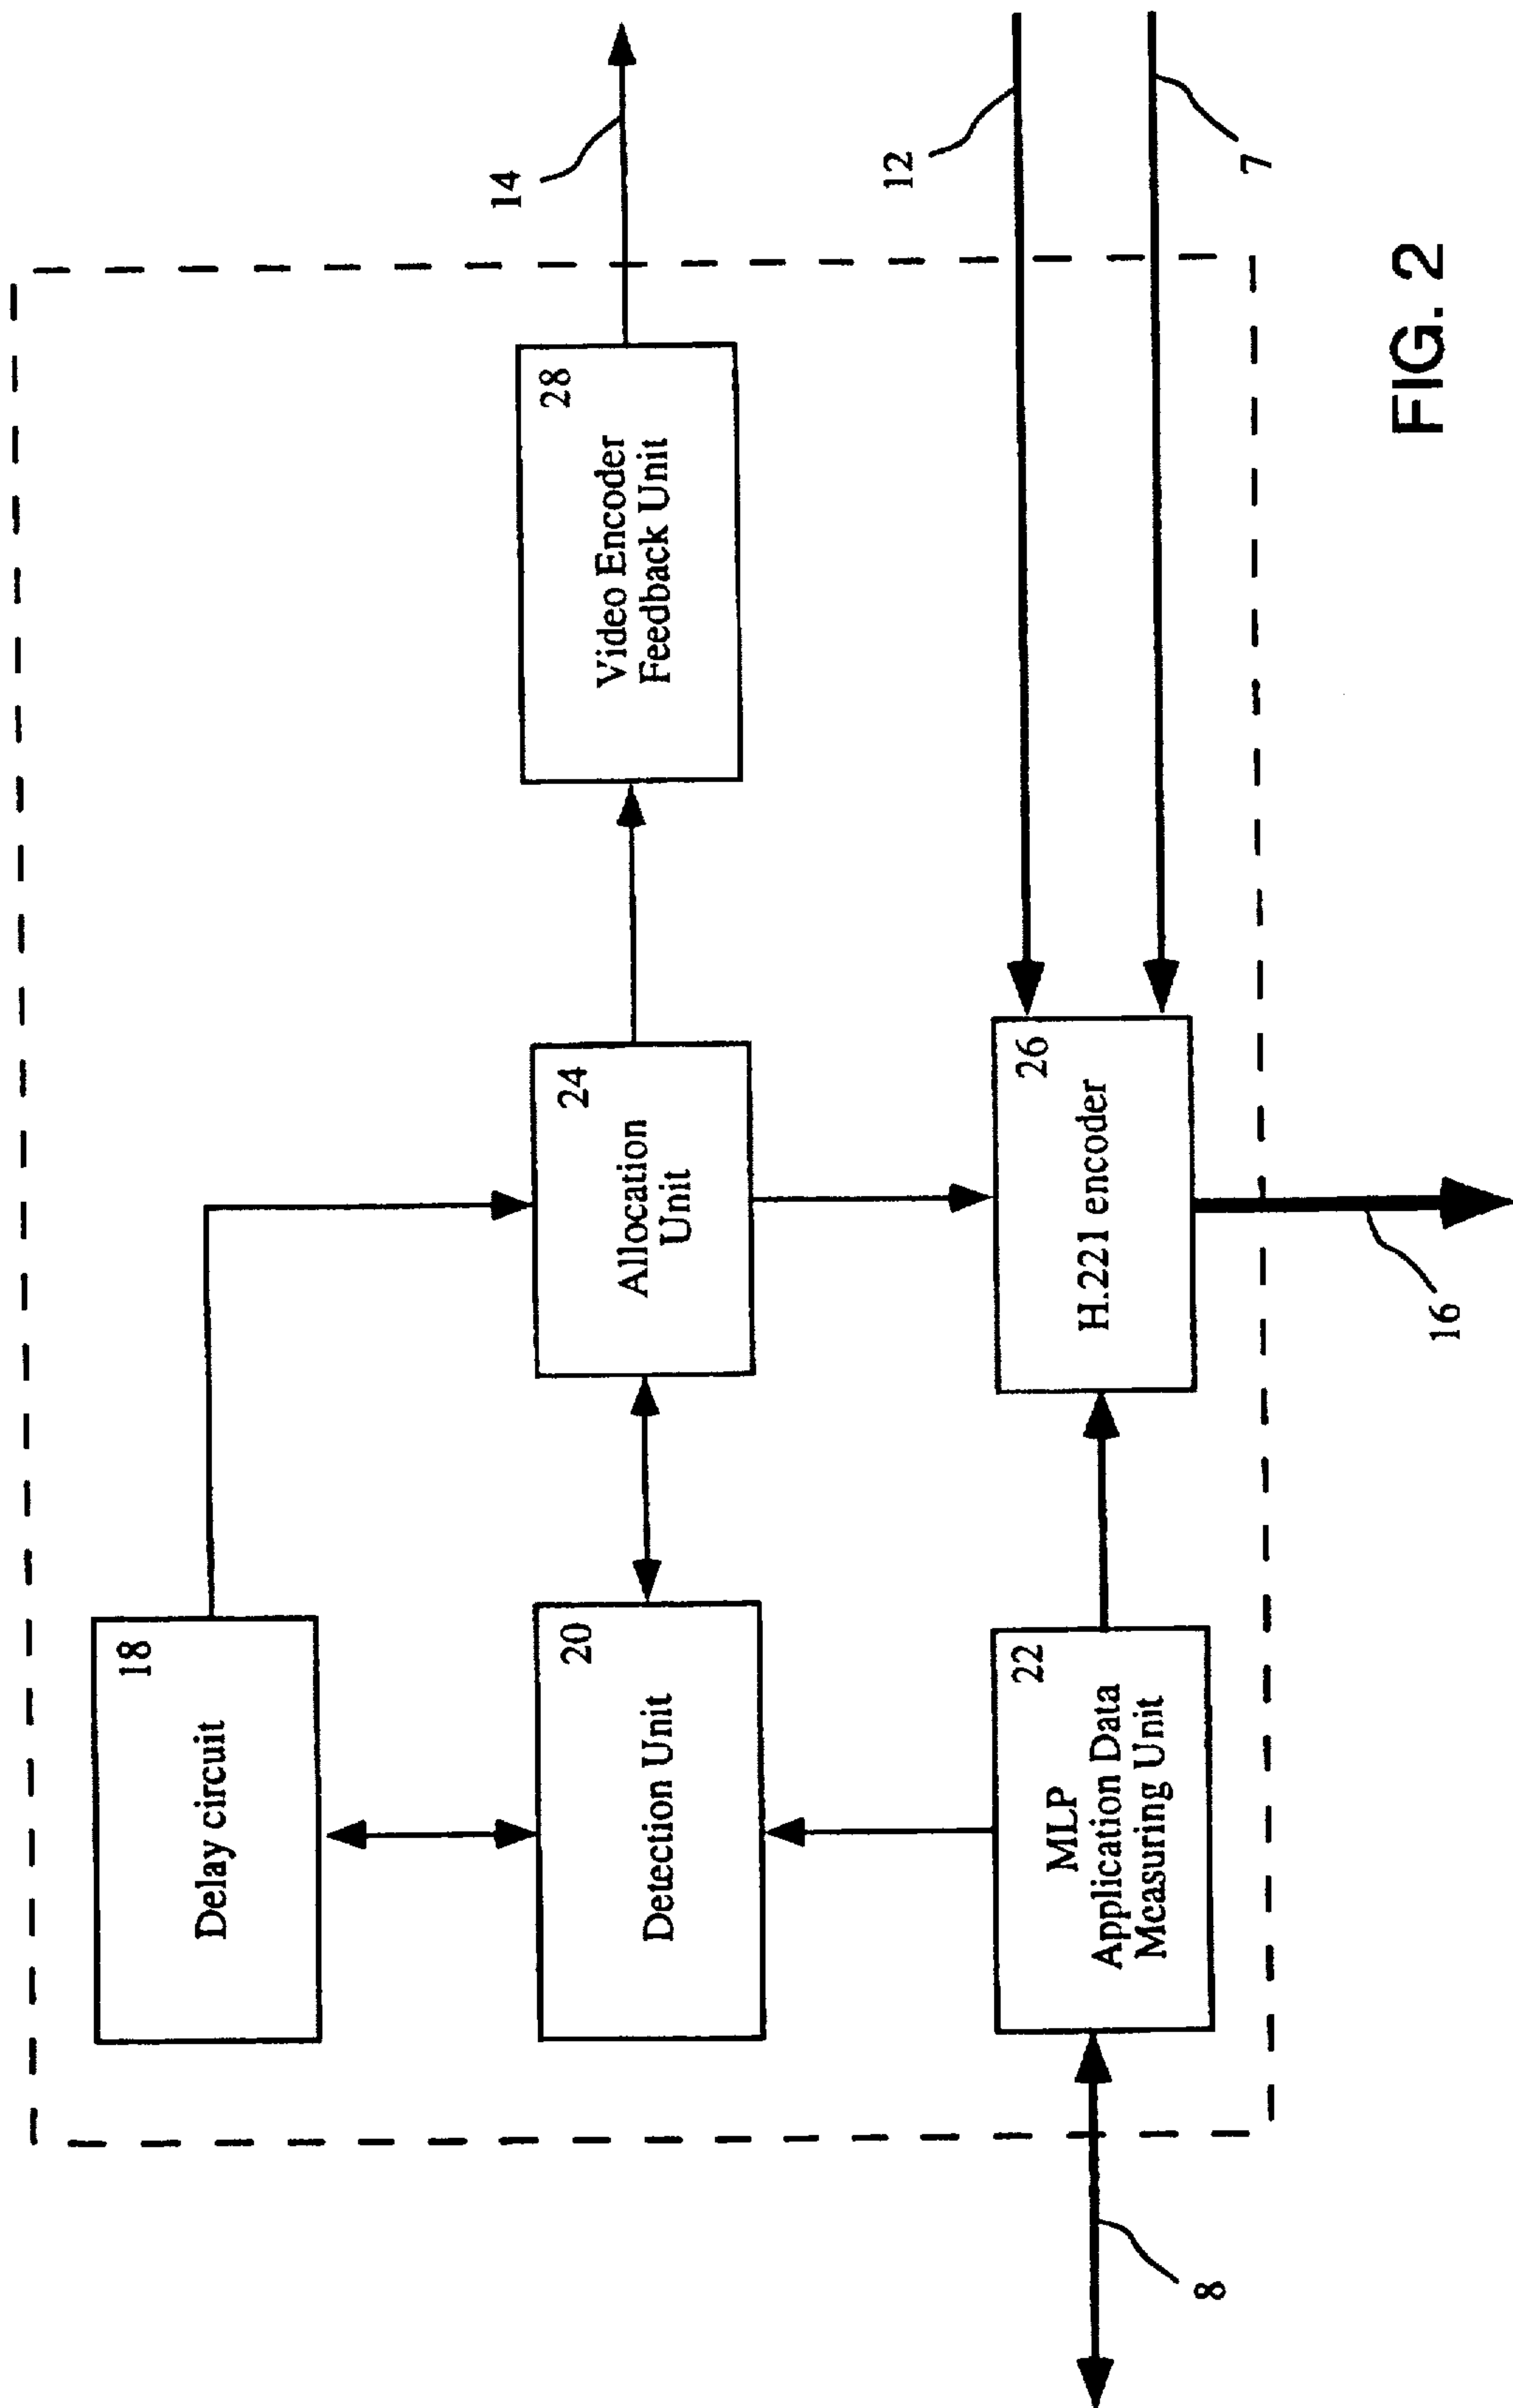 18
Delay circuit
20
Detection Unit
22
MLP
Application Data
Measuring Unit
8
24
Allocation
Unit
26
H.221 encoder
16
28
Video Encoder
Feedback Unit
14
12
7
FIG. 2